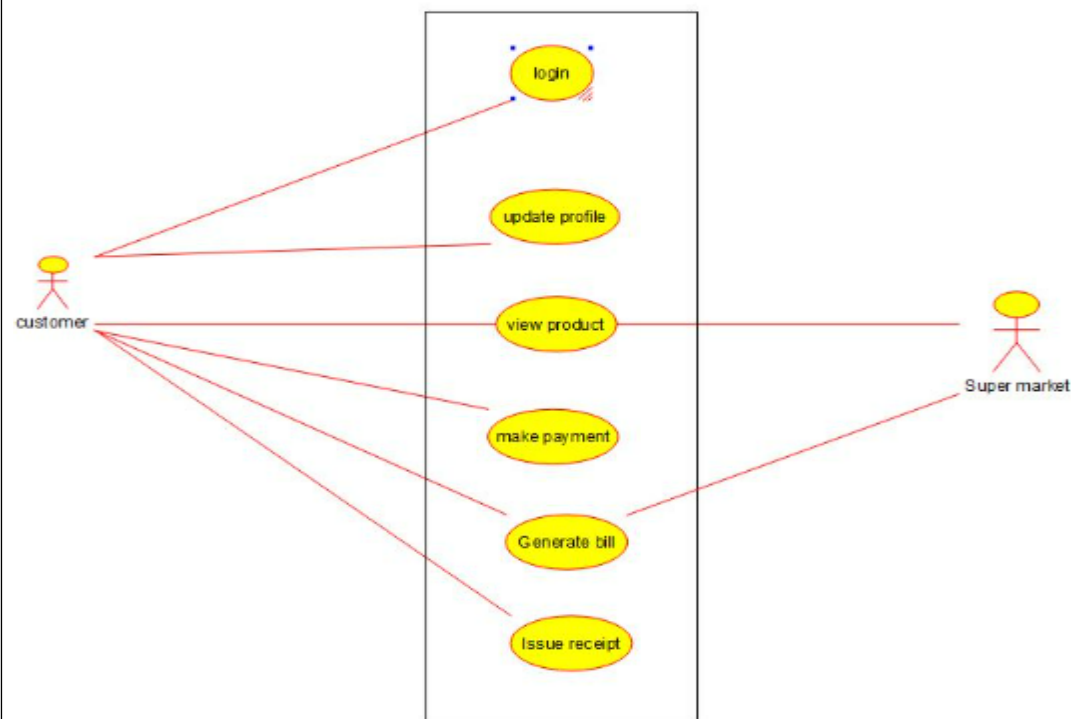 login
update profile
customer
view product
Super market
make payment
Generate bill
Issue receipt